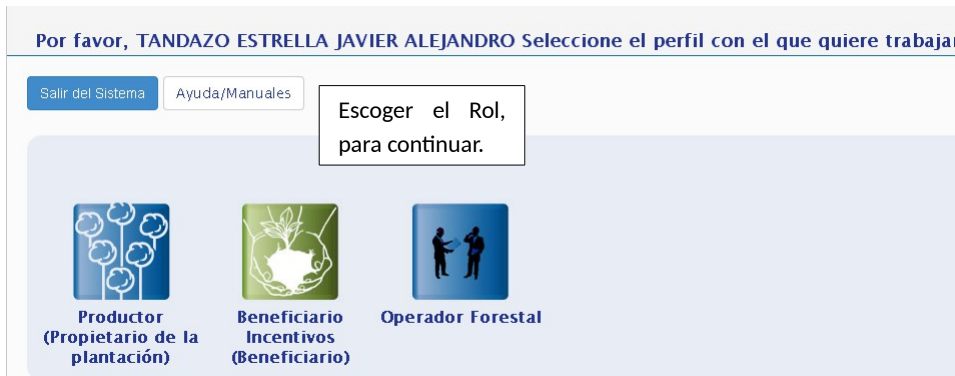 Por favor, TANDAZO ESTRELLA JAVIER ALEJANDRO Seleccione el perfil con el que quiere trabajar
Salir del Sistema
Ayuda/Manuales
Escoger el Rol,
para continuar.
Productor
(Propietario de la
plantación)
Beneficiario
Incentivos
(Beneficiario)
Operador Forestal